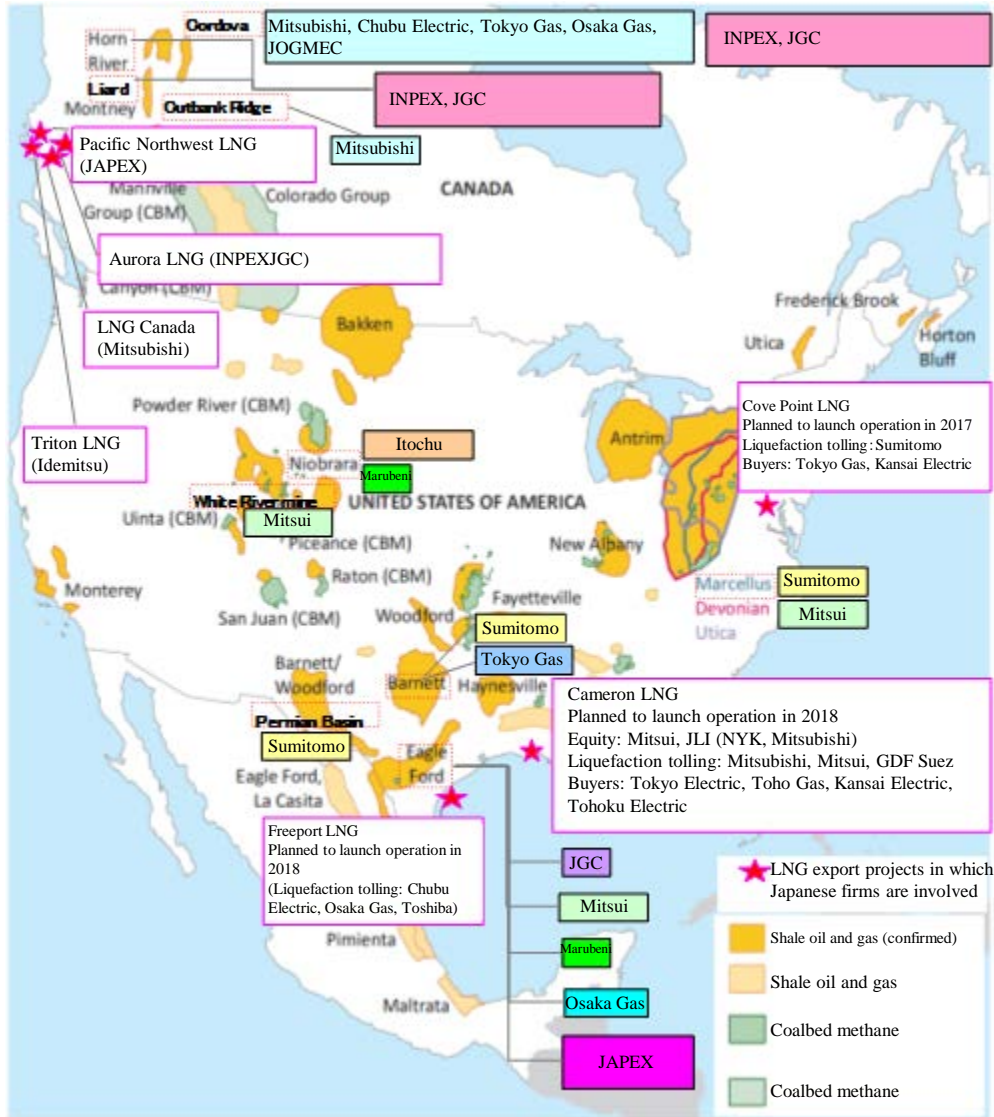 Cordova
Mitsubishi, Chubu Electric, Tokyo Gas, Osaka Gas,
JOGMEC
INPEX, JGC
Horn
River
Liard
Montney
INPEX, JGC
Outbank Ridge
Mitsubishi
Pacific Northwest LNG
(JAPEX)
Mannville
Group (CBM)
Colorado Group
CANADA
Aurora LNG (INPEXJGC)
Canyon (CBM)
LNG Canada
(Mitsubishi)
Bakken
Frederick Brook
Horton
Bluff
Utica
Powder River (CBM)
Antrim
Cove Point LNG
Planned to launch operation in 2017
Liquefaction tolling: Sumitomo
Buyers: Tokyo Gas, Kansai Electric
Triton LNG
(Idemitsu)
Niobrara
Itochu
Marubeni
White River mine
UNITED STATES OF AMERICA
Uinta (CBM)
Mitsui
Piceance (CBM)
New Albany
Monterey
Raton (CBM)
San Juan (CBM)
Woodford
Fayetteville
Marcellus
Sumitomo
Devonian
Mitsui
Utica
Sumitomo
Tokyo Gas
Barnett/
Woodford
Barnett
Haynesville
Permian Basin
Sumitomo
Eagle
Ford
Eagle Ford,
La Casita
Cameron LNG
Planned to launch operation in 2018
Equity: Mitsui, JLI (NYK, Mitsubishi)
Liquefaction tolling: Mitsubishi, Mitsui, GDF Suez
Buyers: Tokyo Electric, Toho Gas, Kansai Electric,
Tohoku Electric
Freeport LNG
Planned to launch operation in
2018
(Liquefaction tolling: Chubu
Electric, Osaka Gas, Toshiba)
Pimienta
Maltrata
JGC
Mitsui
Marubeni
Osaka Gas
JAPEX
LNG export projects in which
Japanese firms are involved
Shale oil and gas (confirmed)
Shale oil and gas
Coalbed methane
Coalbed methane